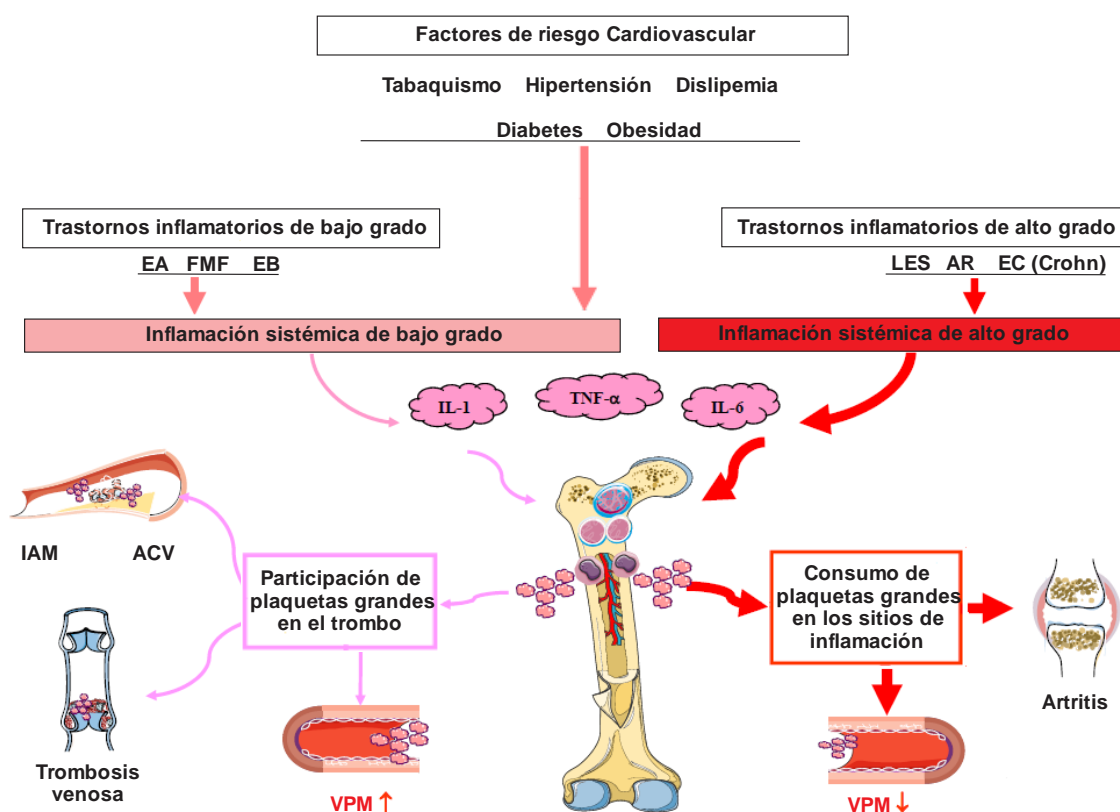 Factores de riesgo Cardiovascular
Tabaquismo Hipertensión Dislipemia
Diabetes Obesidad
Trastornos inflamatorios de bajo grado
EA FMF EB
Inflamación sistémica de bajo grado
Trastornos inflamatorios de alto grado
LES AR EC (Crohn)
Inflamación sistémica de alto grado
IL-1
TNF-α
IL-6
IAM ACV
Participación de
plaquetas grandes
en el trombo
Trombosis
venosa
VPM ↑
Consumo de
plaquetas grandes
en los sitios de
inflamación
Artritis
VPM ↓